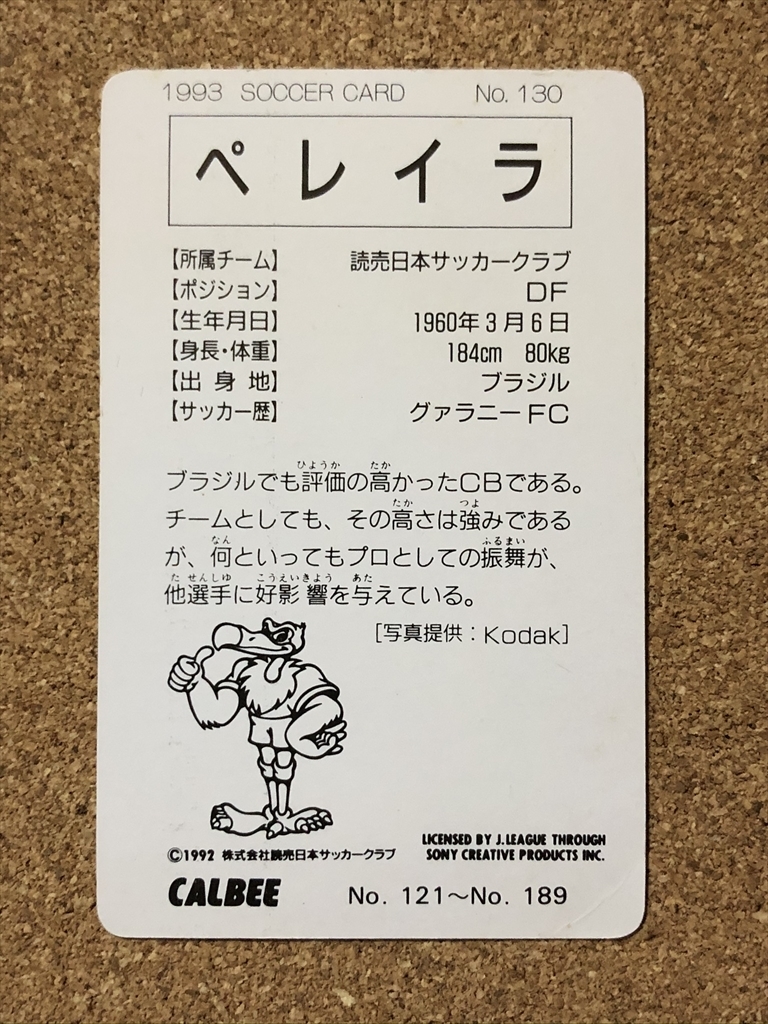 1993 SOCCER CARD No. 130
ペレイラ
【所属チーム】 読売日本サッカークラブ
【ポジション】 DF
【生年月日】 1960年3月6日
【身長・体重】 184cm 80kg
【出身地】 ブラジル
【サッカー歴】 グァラニーFC
ひょうか たか
ブラジルでも評価の高かったCBである。
たか つよ
チームとしても、その高さは強みである
なん ふるまい
が、何といってもプロとしての振舞が、
たせんしゅ こうえいきょう あた
他選手に好影響を与えている。
[写真提供:Kodak]
©1992 株式会社読売日本サッカークラブ
LICENSED BY J.LEAGUE THROUGH
SONY CREATIVE PRODUCTS INC.
CALBEE No. 121～No. 189